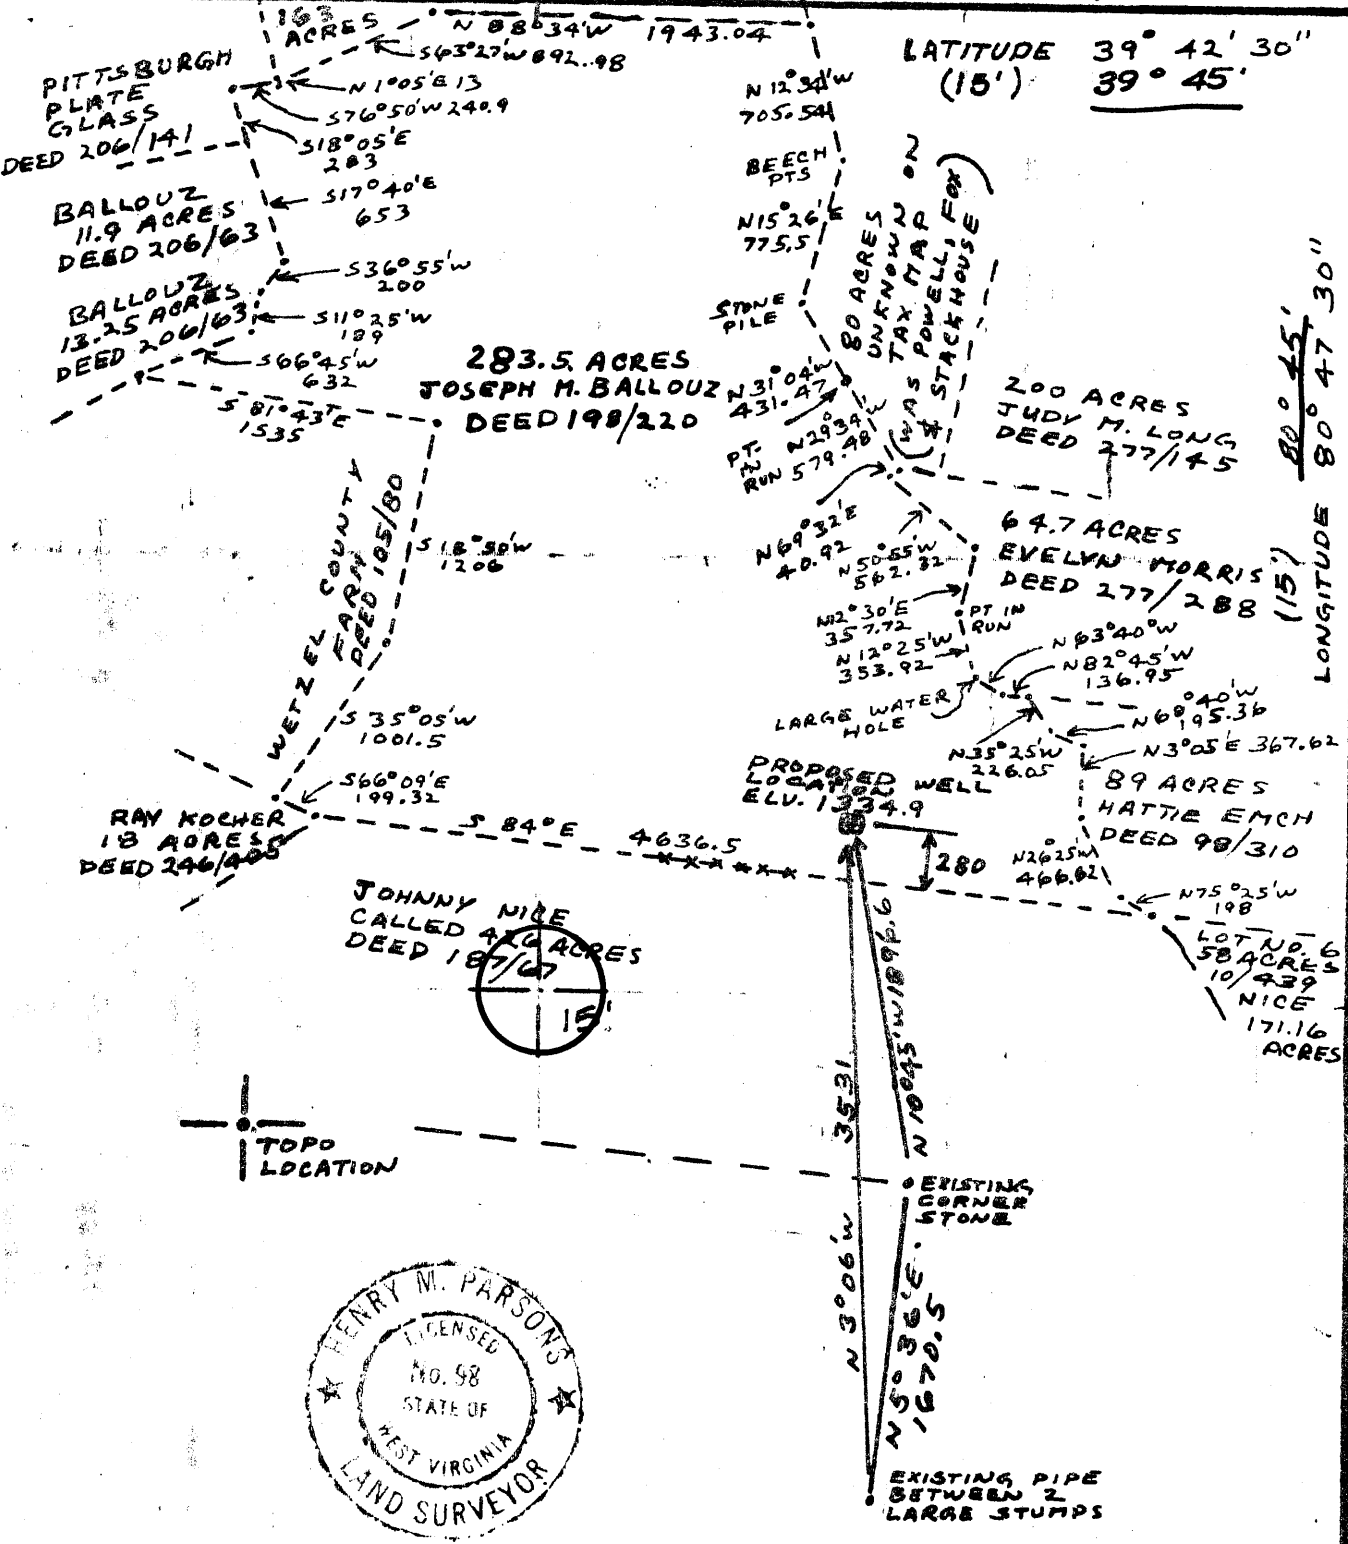 163
ACRES
N 88°34'W 1943.04
S63°27'W 892.98
N 1°05'E 13
S76°50'W 240.9
S18°05'E
283
S17°40'E
653
S36°55'W
200
S11°25'W
189
S66°45'W
632
S 81°43'E
1535
PITTSBURGH
PLATE
GLASS
DEED 206/141
BALLOUZ
11.9 ACRES
DEED 206/63
BALLOUZ
13.25 ACRES
DEED 206/63
LATITUDE 39° 42' 30"
(15') 39° 45'
N 12°34'W
705.54
BEECH
PTS
N15°26'E
775.5
STONE
PILE
N 31°04'W
431.47
PT.
IN
RUN
N 29°34'W
579.48
80 ACRES
UNKNOWN ON
TAX MAP
(WAS POWELL, FOX
& STACKHOUSE)
283.5 ACRES
JOSEPH M. BALLOUZ
DEED 198/220
200 ACRES
JUDY M. LONG
DEED 277/145
(15') 80° 45'
LONGITUDE 80° 47' 30"
64.7 ACRES
EVELYN MORRIS
DEED 277/288
N69°32'E
40.92
N50°55'W
562.32
N12°30'E
357.72
PT IN
RUN
N 12°25'W
353.92
N 63°40'W
N82°45'W
136.95
LARGE WATER
HOLE
N 68°40'W
195.36
N35°25'W
226.05
N3°05'E 367.62
WETZEL COUNTY
FARM
DEED 105/80
S 18°50'W
1206
S 35°05'W
1001.5
S66°09'E
199.32
RAY KOCHER
18 ACRES
DEED 246/405
S 84°E 4636.5
PROPOSED
LOCATION WELL
ELV. 1334.9
280
89 ACRES
HATTIE EMCH
DEED 98/310
N26°25'W
466.62
N75°25'W
198
LOT NO. 6
58 ACRES
10/439
NICE
171.16
ACRES
JOHNNY NICE
CALLED 426 ACRES
DEED 187/67
15'
TOPO
LOCATION
3531
N 3°06'W
N 10°45'W 1896.6
EXISTING
CORNER
STONE
N 5° 36'E
1670.5
EXISTING PIPE
BETWEEN 2
LARGE STUMPS
HENRY M. PARSONS
LICENSED
No. 98
STATE OF
WEST VIRGINIA
LAND SURVEYOR